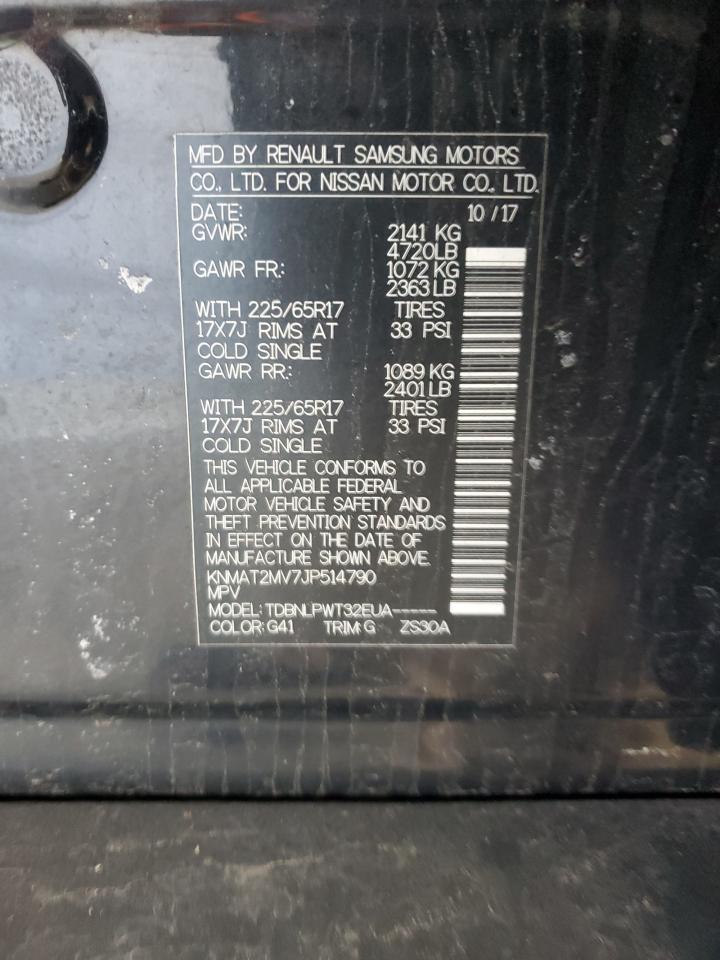 MFD BY RENAULT SAMSUNG MOTORS
CO., LTD. FOR NISSAN MOTOR CO., LTD.
DATE: 10 / 17
GVWR: 2141 KG
4720LB
GAWR FR.: 1072 KG
2363LB
WITH 225/65R17 TIRES
17X7J RIMS AT 33 PSI
COLD SINGLE
GAWR RR.: 1089 KG
2401LB
WITH 225/65R17 TIRES
17X7J RIMS AT 33 PSI
COLD SINGLE
THIS VEHICLE CONFORMS TO
ALL APPLICABLE FEDERAL
MOTOR VEHICLE SAFETY AND
THEFT PREVENTION STANDARDS
IN EFFECT ON THE DATE OF
MANUFACTURE SHOWN ABOVE.
KNMAT2MV7JP514790
MPV
MODEL: TDBNLPWT32EUA-----
COLOR: G41 TRIM: G ZS30A